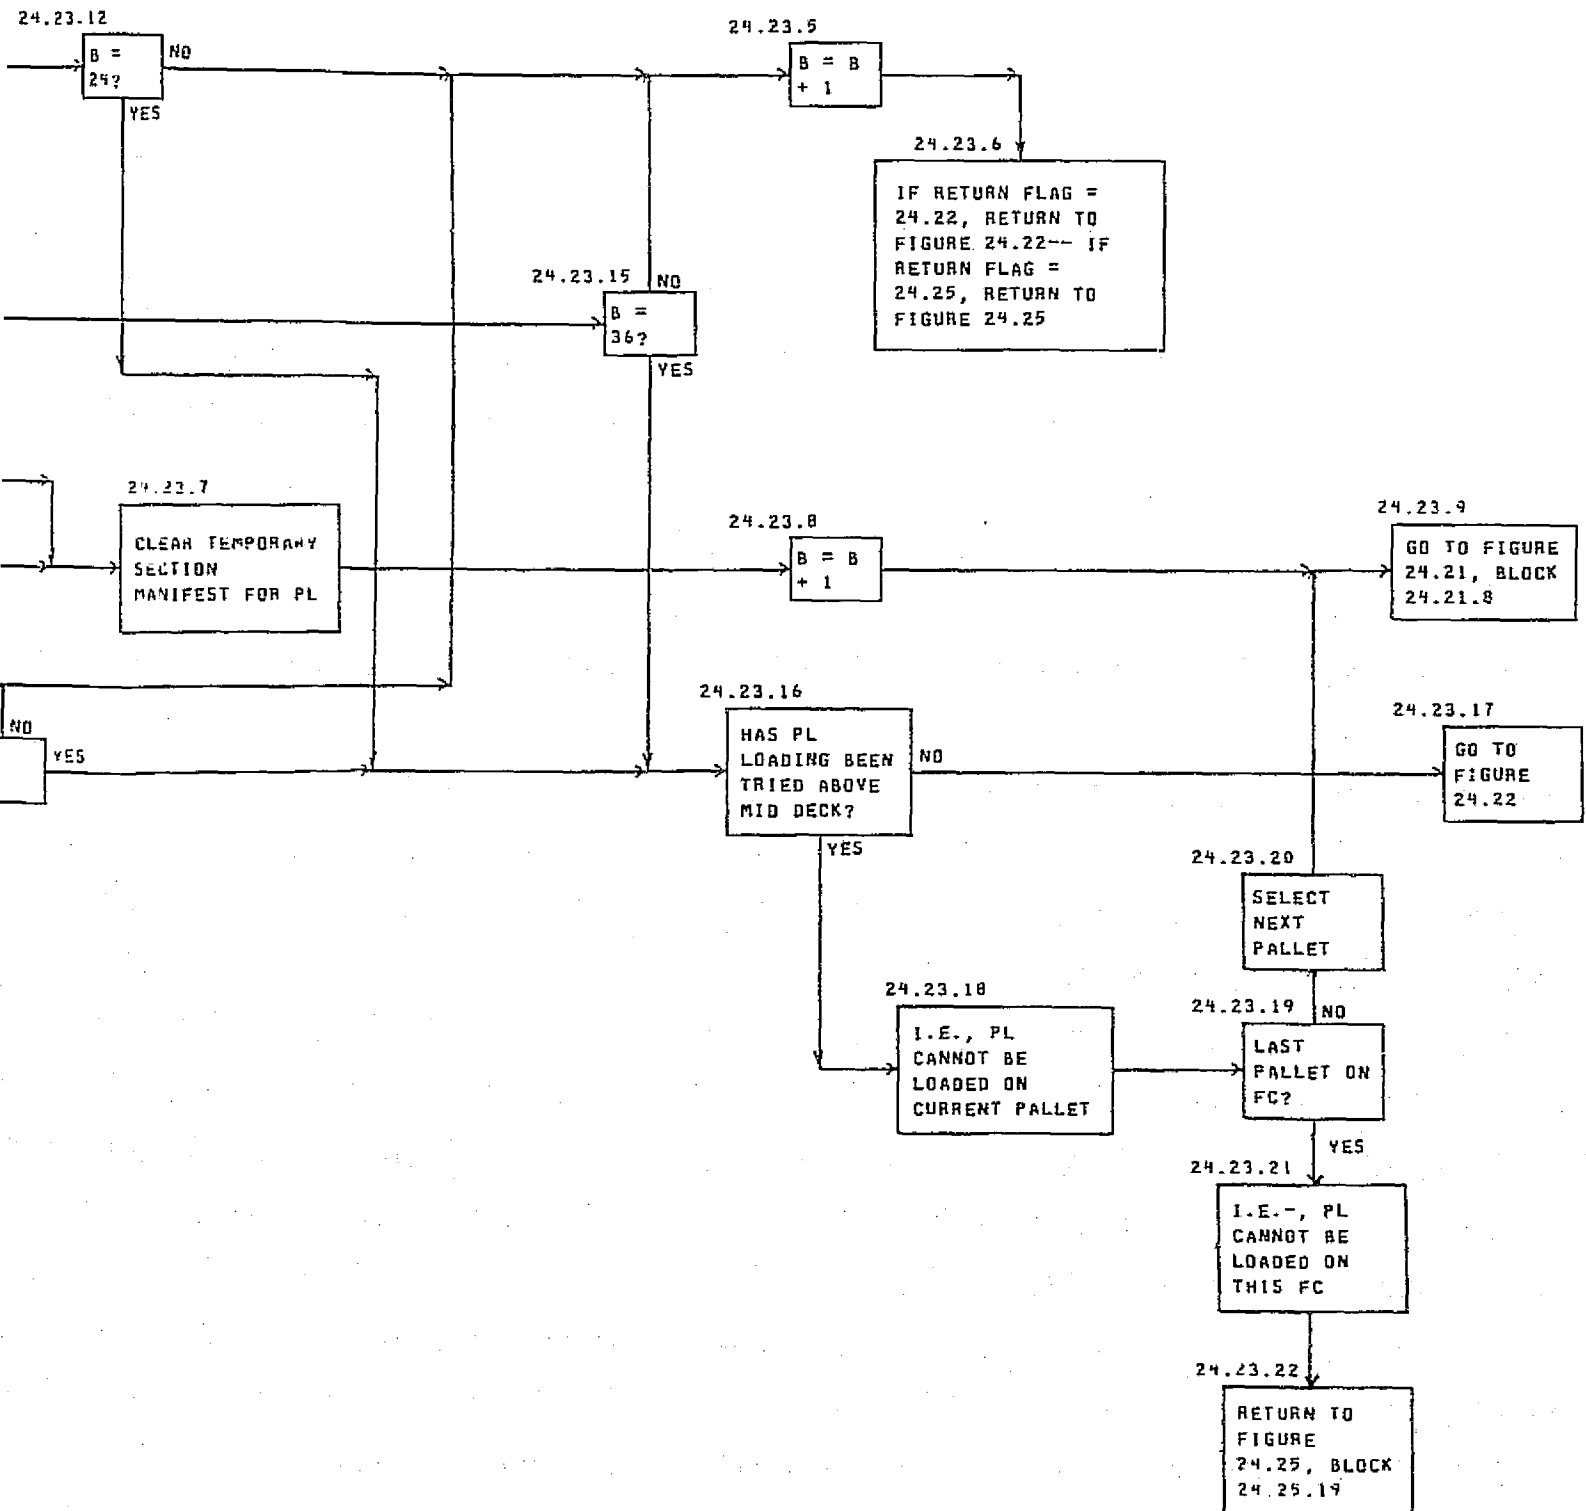 24.23.12
B =
24?
NO
YES
24.23.5
B = B
+ 1
24.23.6
IF RETURN FLAG =
24.22, RETURN TO
FIGURE 24.22-- IF
RETURN FLAG =
24.25, RETURN TO
FIGURE 24.25
24.23.15
NO
B =
36?
YES
24.23.7
CLEAR TEMPORARY
SECTION
MANIFEST FOR PL
24.23.8
B = B
+ 1
24.23.9
GO TO FIGURE
24.21, BLOCK
24.21.8
NO
YES
24.23.16
HAS PL
LOADING BEEN
TRIED ABOVE
MID DECK?
NO
YES
24.23.17
GO TO
FIGURE
24.22
24.23.20
SELECT
NEXT
PALLET
24.23.18
I.E., PL
CANNOT BE
LOADED ON
CURRENT PALLET
24.23.19
NO
LAST
PALLET ON
FC?
YES
24.23.21
I.E.-, PL
CANNOT BE
LOADED ON
THIS FC
24.23.22
RETURN TO
FIGURE
24.25, BLOCK
24.25.19